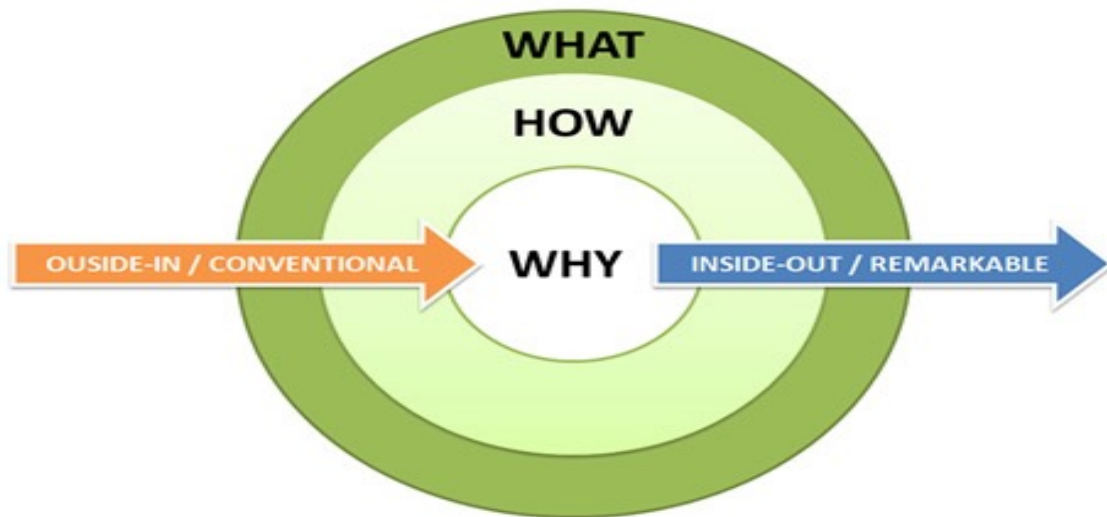 WHAT
HOW
WHY
OUSIDE-IN / CONVENTIONAL
INSIDE-OUT / REMARKABLE